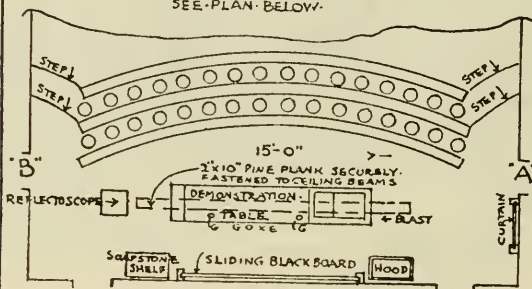 SEE·PLAN·BELOW·
STEP
STEP
STEP
STEP
15'-0"
"B"
"A"
2"x10" PINE PLANK SECURELY·
FASTENED TO CEILING BEAMS
REFLECTOSCOPE
DEMONSTRATION
TABLE
BLAST
G G OXE G
CURTAIN
SOAPSTONE
SHELF
SLIDING BLACKBOARD
HOOD